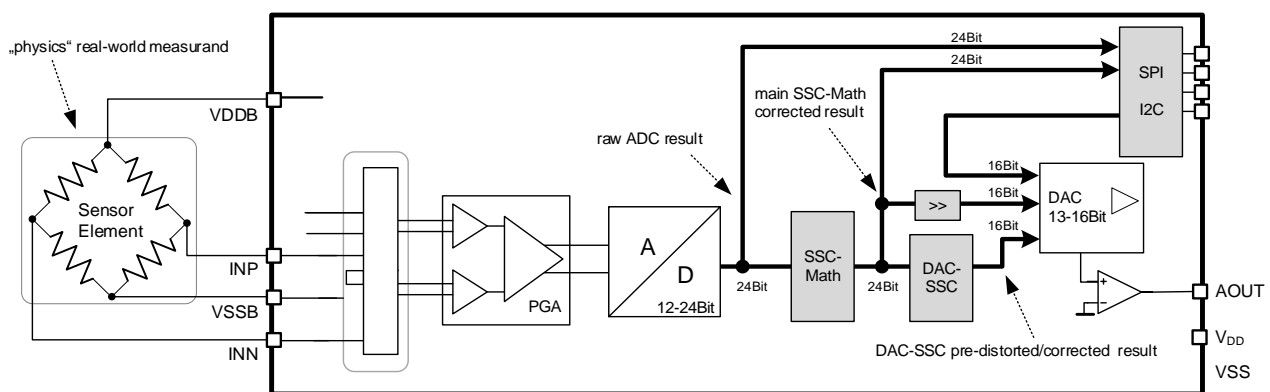 „physics“ real-world measurand
VDDB
Sensor
Element
INP
VSSB
INN
PGA
A
D
12-24Bit
raw ADC result
24Bit
SSC-
Math
main SSC-Math
corrected result
24Bit
24Bit
24Bit
SPI
I2C
>>
DAC-
SSC
16Bit
16Bit
16Bit
DAC
13-16Bit
+
−
DAC-SSC pre-distorted/corrected result
AOUT
VDD
VSS